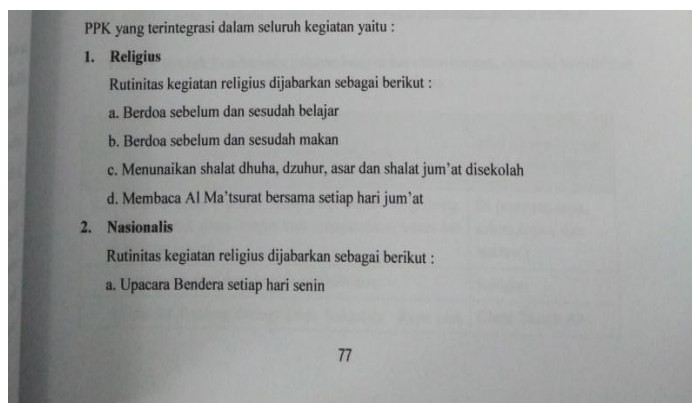 PPK yang terintegrasi dalam seluruh kegiatan yaitu :
1. Religius
Rutinitas kegiatan religius dijabarkan sebagai berikut :
a. Berdoa sebelum dan sesudah belajar
b. Berdoa sebelum dan sesudah makan
c. Menunaikan shalat dhuha, dzuhur, asar dan shalat jum'at disekolah
d. Membaca Al Ma'tsurat bersama setiap hari jum'at
2. Nasionalis
Rutinitas kegiatan religius dijabarkan sebagai berikut :
a. Upacara Bendera setiap hari senin
77